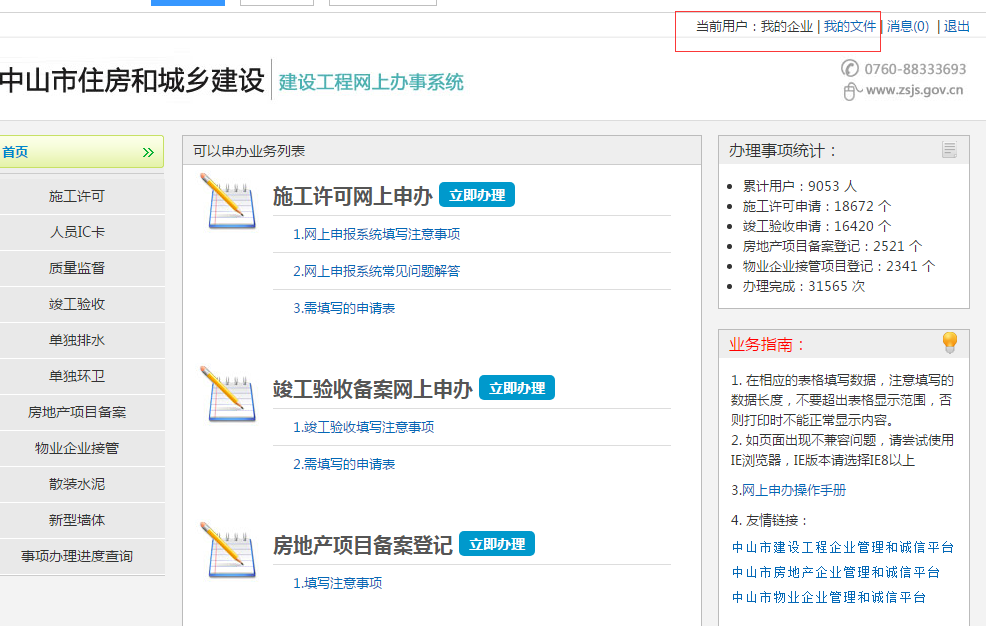 当前用户：我的企业 | 我的文件 | 消息(0) | 退出
中山市住房和城乡建设 建设工程网上办事系统
0760-88333693
www.zsjs.gov.cn
首页
施工许可
人员IC卡
质量监督
竣工验收
单独排水
单独环卫
房地产项目备案
物业企业接管
散装水泥
新型墙体
事项办理进度查询
可以申办业务列表
施工许可网上申办 立即办理
1.网上申报系统填写注意事项
2.网上申报系统常见问题解答
3.需填写的申请表
竣工验收备案网上申办 立即办理
1.竣工验收填写注意事项
2.需填写的申请表
房地产项目备案登记 立即办理
1.填写注意事项
办理事项统计：
累计用户：9053 人
施工许可申请：18672 个
竣工验收申请：16420 个
房地产项目备案登记：2521 个
物业企业接管项目登记：2341 个
办理完成：31565 次
业务指南：
1. 在相应的表格填写数据，注意填写的
数据长度，不要超出表格显示范围，否
则打印时不能正常显示内容。
2. 如页面出现不兼容问题，请尝试使用
IE浏览器，IE版本请选择IE8以上
3.网上申办操作手册
4. 友情链接：
中山市建设工程企业管理和诚信平台
中山市房地产企业管理和诚信平台
中山市物业企业管理和诚信平台